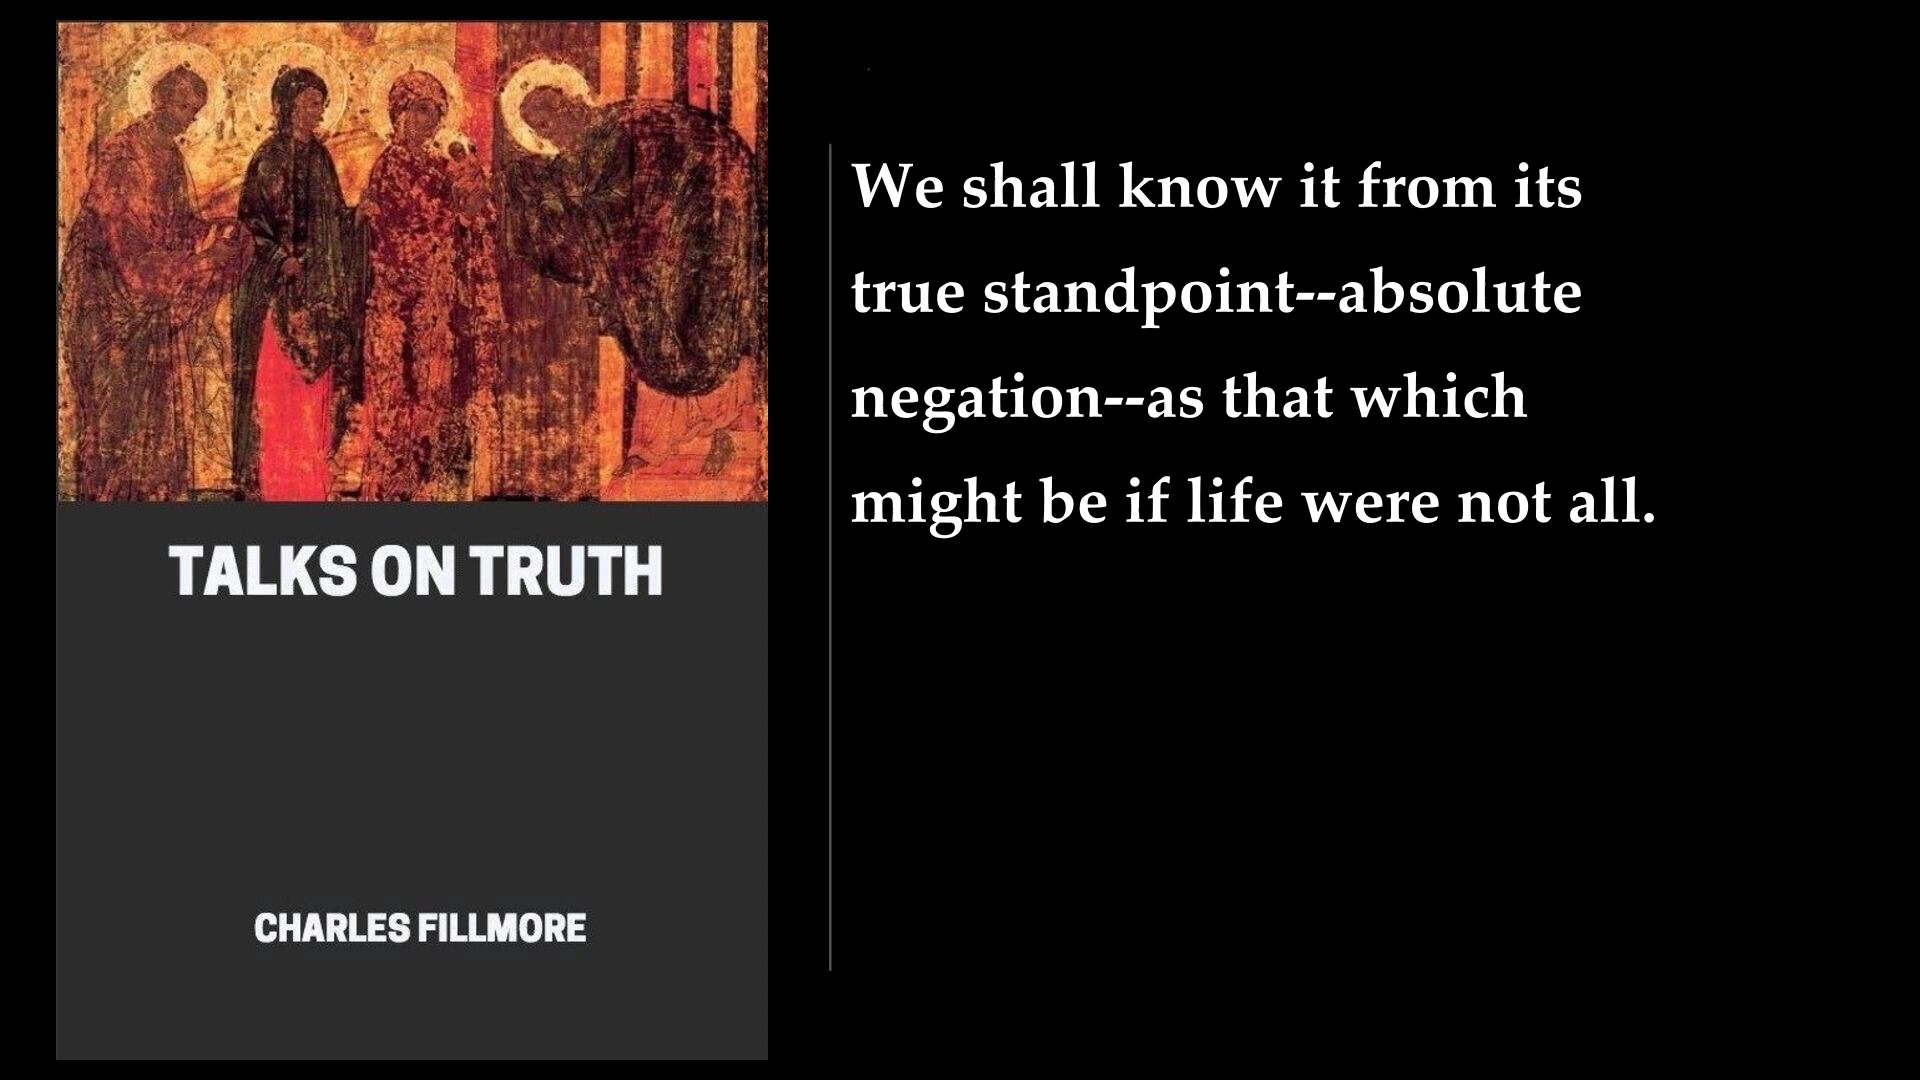 TALKS ON TRUTH
CHARLES FILLMORE
We shall know it from its
true standpoint--absolute
negation--as that which
might be if life were not all.